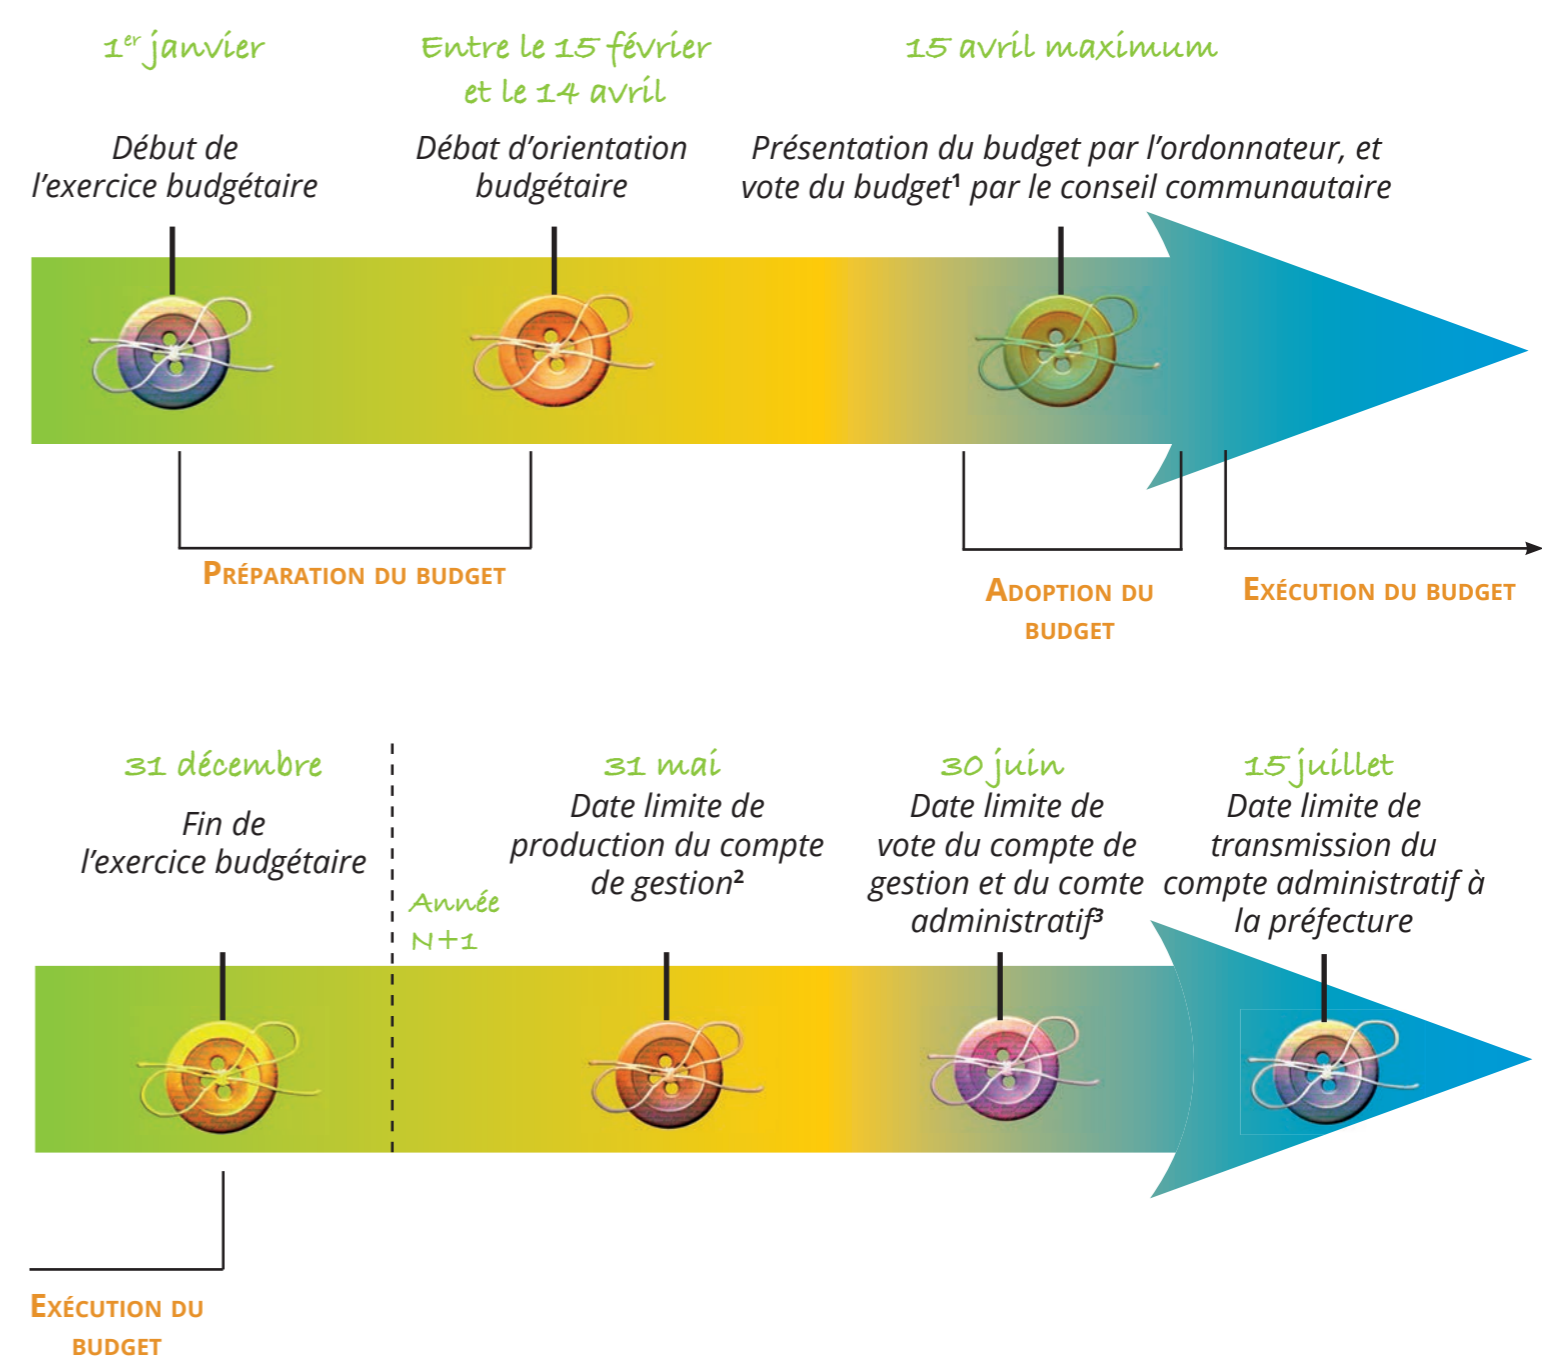 1er janvier
Début de
l'exercice budgétaire
Entre le 15 février
et le 14 avril
Débat d'orientation
budgétaire
15 avril maximum
Présentation du budget par l'ordonnateur, et
vote du budget¹ par le conseil communautaire
PRÉPARATION DU BUDGET
ADOPTION DU
BUDGET
EXÉCUTION DU BUDGET
31 décembre
Fin de
l'exercice budgétaire
Année
N+1
31 mai
Date limite de
production du compte
de gestion²
30 juin
Date limite de
vote du compte de
gestion et du comte
administratif³
15 juillet
Date limite de
transmission du
compte administratif à
la préfecture
EXÉCUTION DU
BUDGET